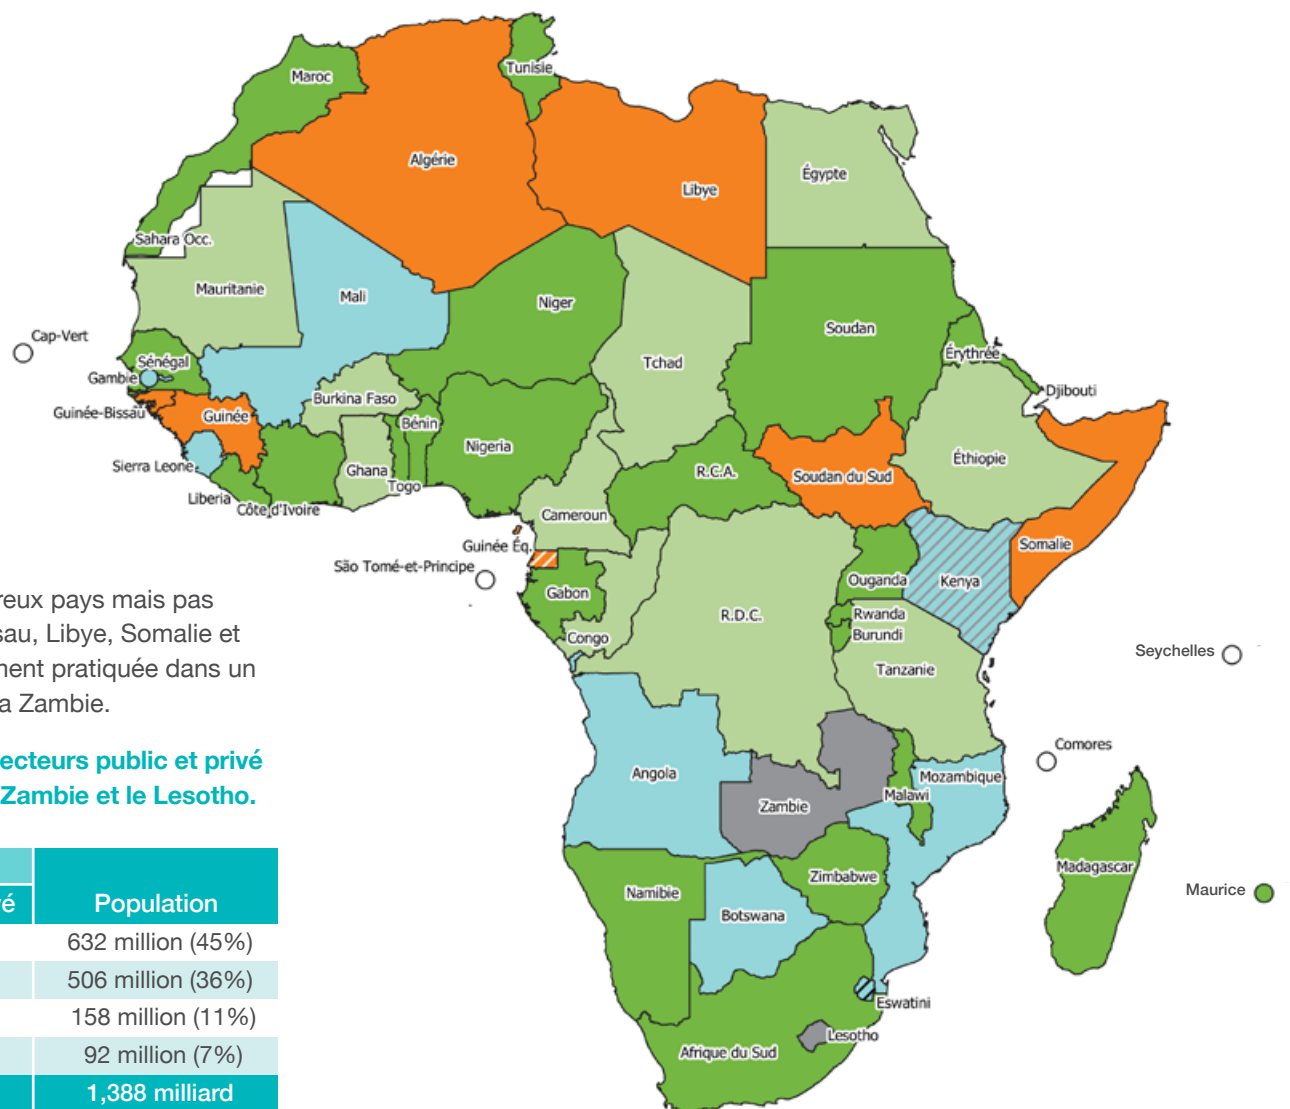 Maroc
Tunisie
Algérie
Libye
Égypte
Sahara Occ.
Mauritanie
Mali
Niger
Tchad
Soudan
Érythrée
Djibouti
Cap-Vert
Sénégal
Gambie
Guinée-Bissau
Guinée
Burkina Faso
Bénin
Nigeria
Sierra Leone
Ghana
Togo
Liberia
Côte d'Ivoire
R.C.A.
Soudan du Sud
Éthiopie
Cameroun
Guinée Éq.
São Tomé-et-Principe
Somalie
Gabon
Ouganda
Kenya
Congo
R.D.C.
Rwanda
Burundi
Tanzanie
Seychelles
Comores
Angola
Zambie
Malawi
Mozambique
Madagascar
Maurice
Namibie
Zimbabwe
Botswana
Eswatini
Lesotho
Afrique du Sud
reux pays mais pas
sau, Libye, Somalie et
ment pratiquée dans un
a Zambie.
ecteurs public et privé
Zambie et le Lesotho.
é Population
632 million (45%)
506 million (36%)
158 million (11%)
92 million (7%)
1,388 milliard